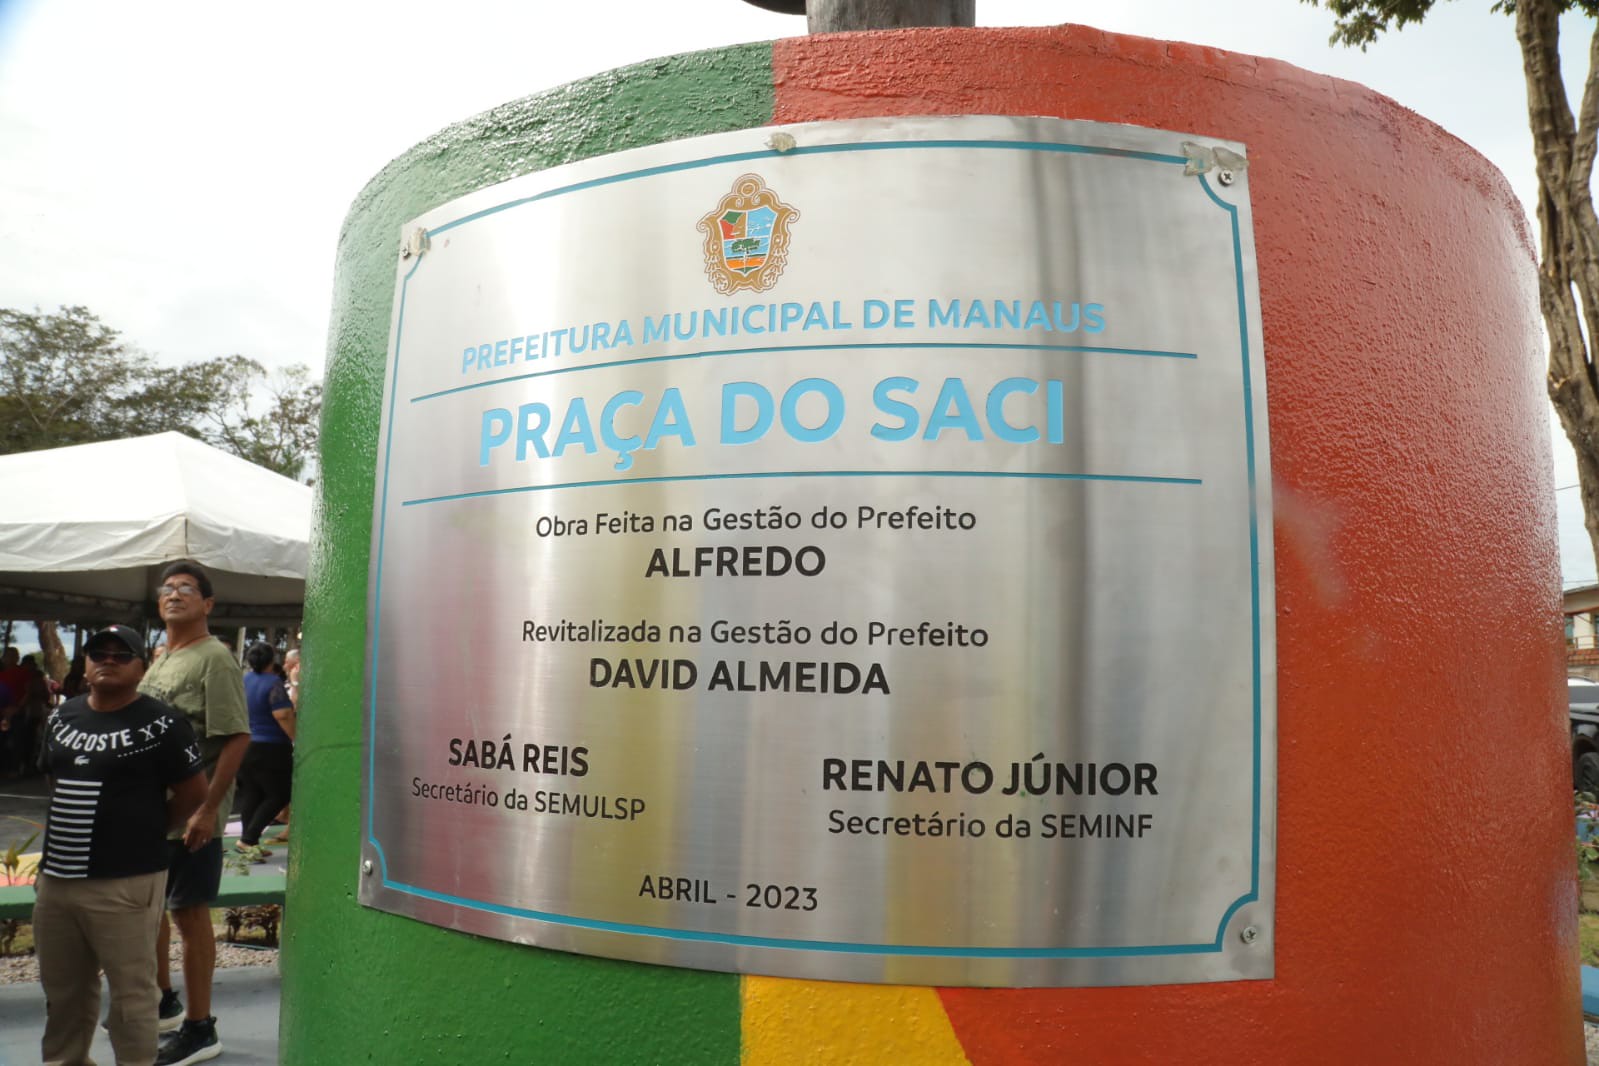 PREFEITURA MUNICIPAL DE MANAUS
PRAÇA DO SACI
Obra Feita na Gestão do Prefeito
ALFREDO
Revitalizada na Gestão do Prefeito
DAVID ALMEIDA
SABÁ REIS
Secretário da SEMULSP
RENATO JÚNIOR
Secretário da SEMINF
ABRIL - 2023
LACOSTE XX